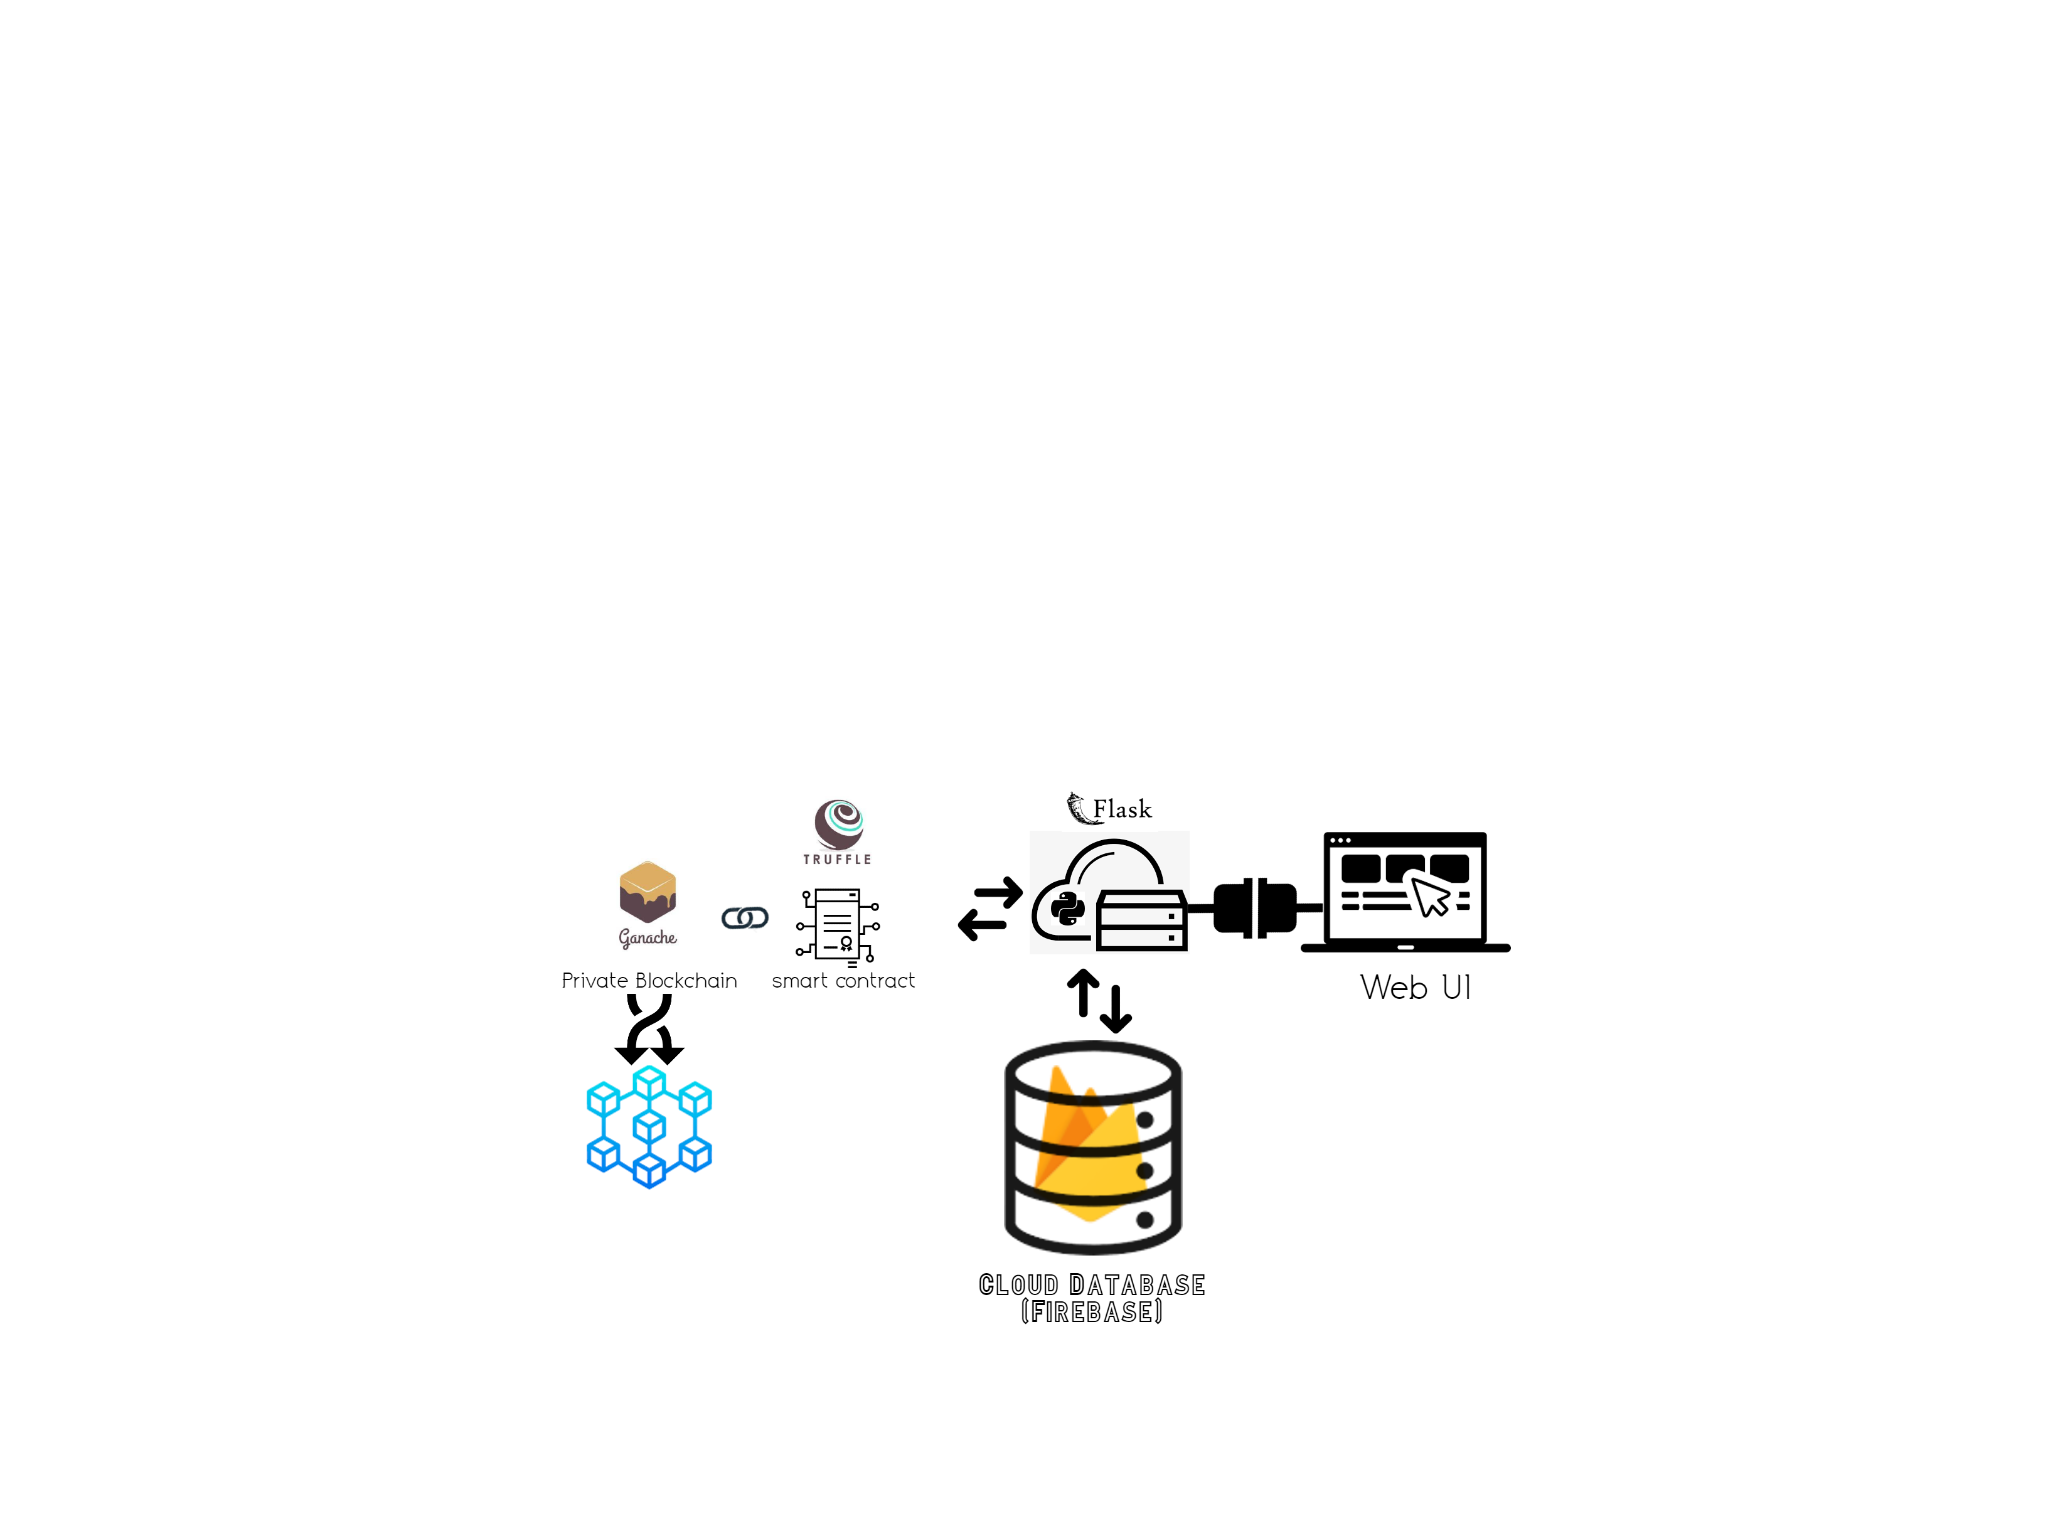 Flask
TRUFFLE
Ganache
Private Blockchain
smart contract
Web UI
CLOUD DATABASE
(FIREBASE)